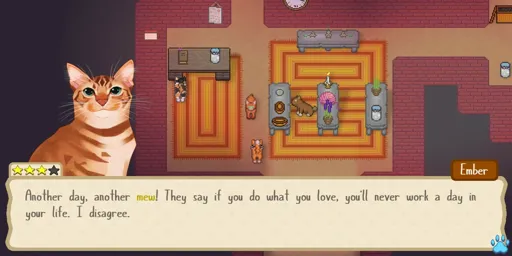 Ember
Another day, another mew! They say if you do what you love, you'll never work a day in
your life. I disagree.